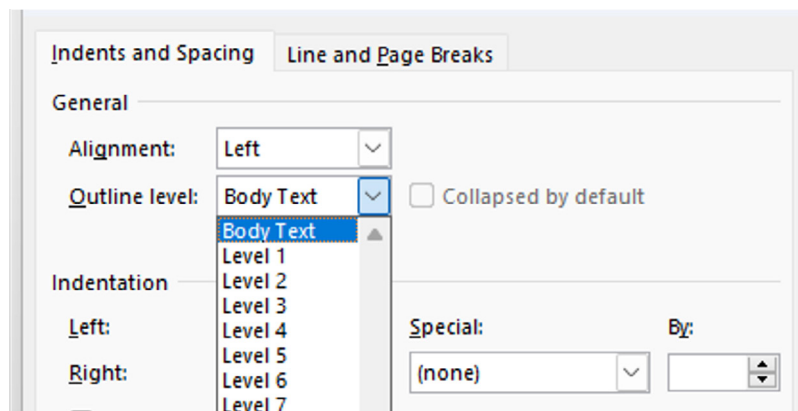 Indents and Spacing Line and Page Breaks
General
Alignment: Left
Outline level: Body Text Collapsed by default
Body Text
Level 1
Level 2
Indentation
Level 3
Left: Level 4 Special: By:
Level 5
Right: Level 6 (none)
Level 7